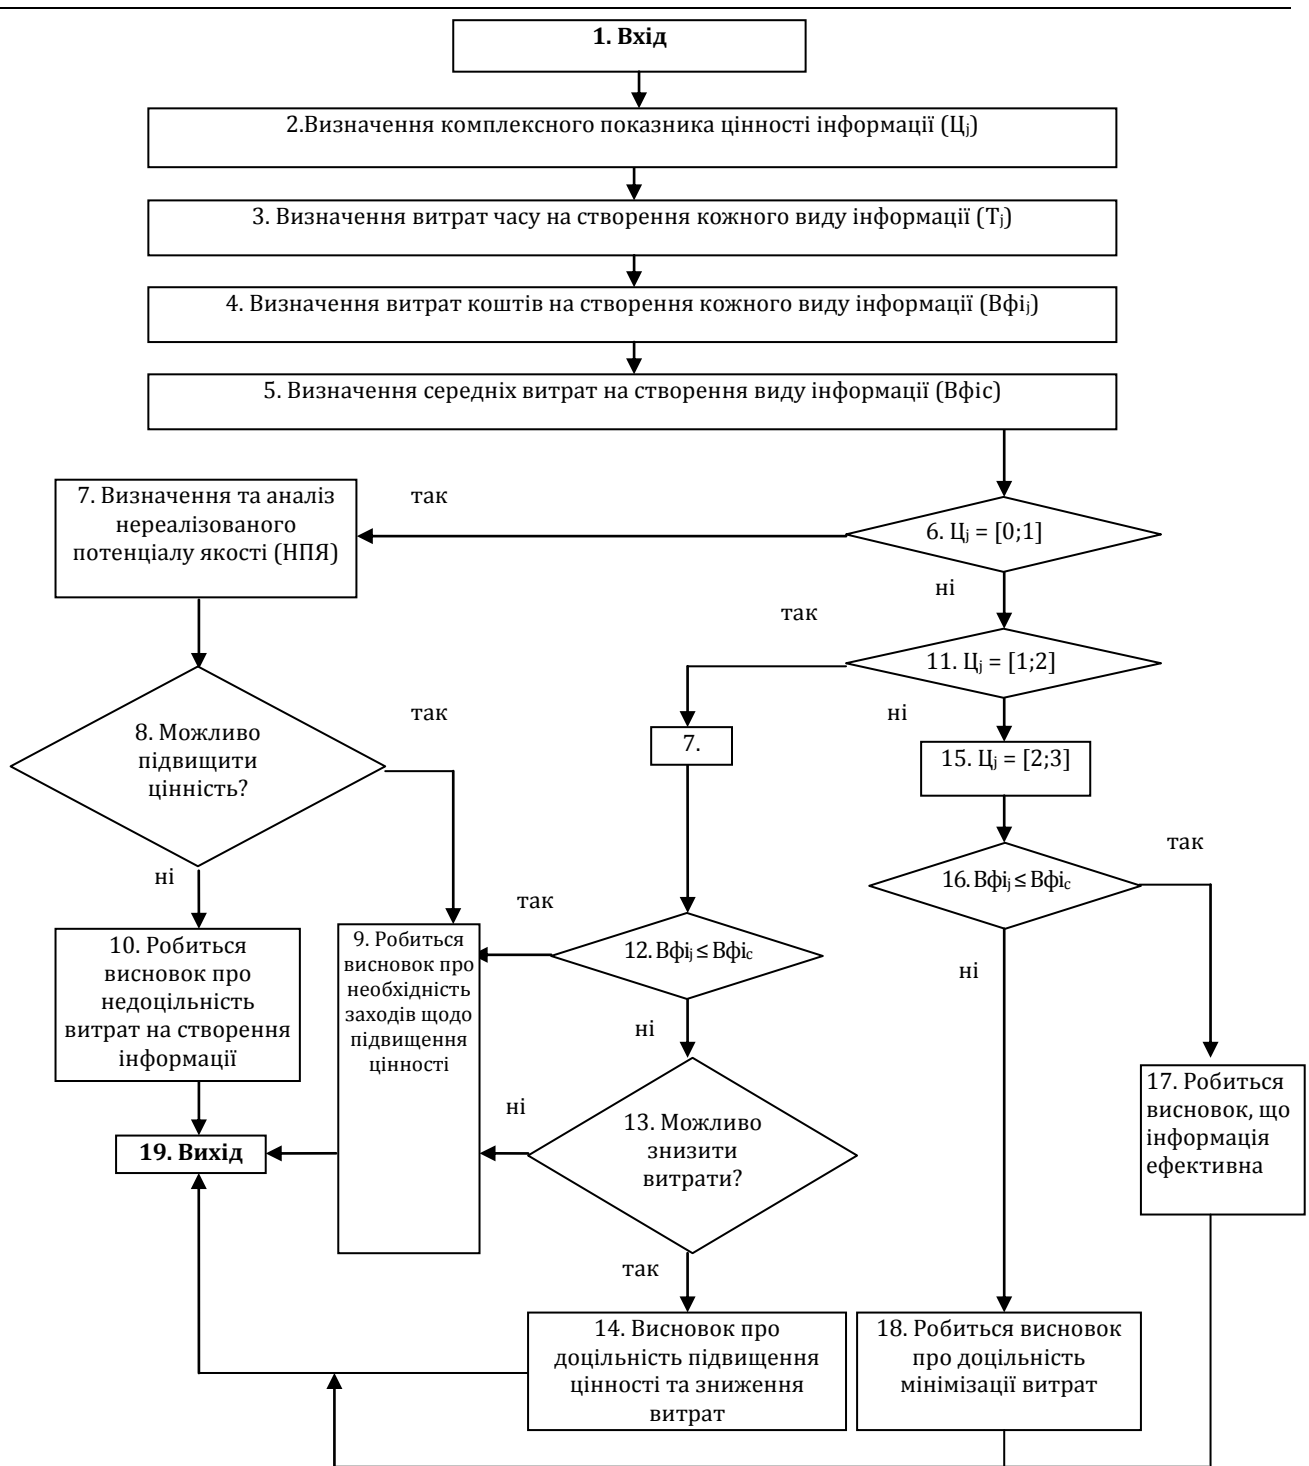 1. Вхід
2.Визначення комплексного показника цінності інформації (Цⱼ)
3. Визначення витрат часу на створення кожного виду інформації (Тⱼ)
4. Визначення витрат коштів на створення кожного виду інформації (Вфіⱼ)
5. Визначення середніх витрат на створення виду інформації (Вфіс)
7. Визначення та аналіз
нереалізованого
потенціалу якості (НПЯ)
так
6. Цⱼ = [0;1]
ні
так
11. Цⱼ = [1;2]
8. Можливо
підвищити
цінність?
так
7.
ні
15. Цⱼ = [2;3]
так
16. Вфіⱼ ≤ Вфіс
ні
так
10. Робиться
висновок про
недоцільність
витрат на створення
інформації
9. Робиться
висновок про
необхідність
заходів щодо
підвищення
цінності
12. Вфіⱼ ≤ Вфіс
ні
ні
ні
13. Можливо
знизити
витрати?
17. Робиться
висновок, що
інформація
ефективна
19. Вихід
так
14. Висновок про
доцільність підвищення
цінності та зниження
витрат
18. Робиться висновок
про доцільність
мінімізації витрат